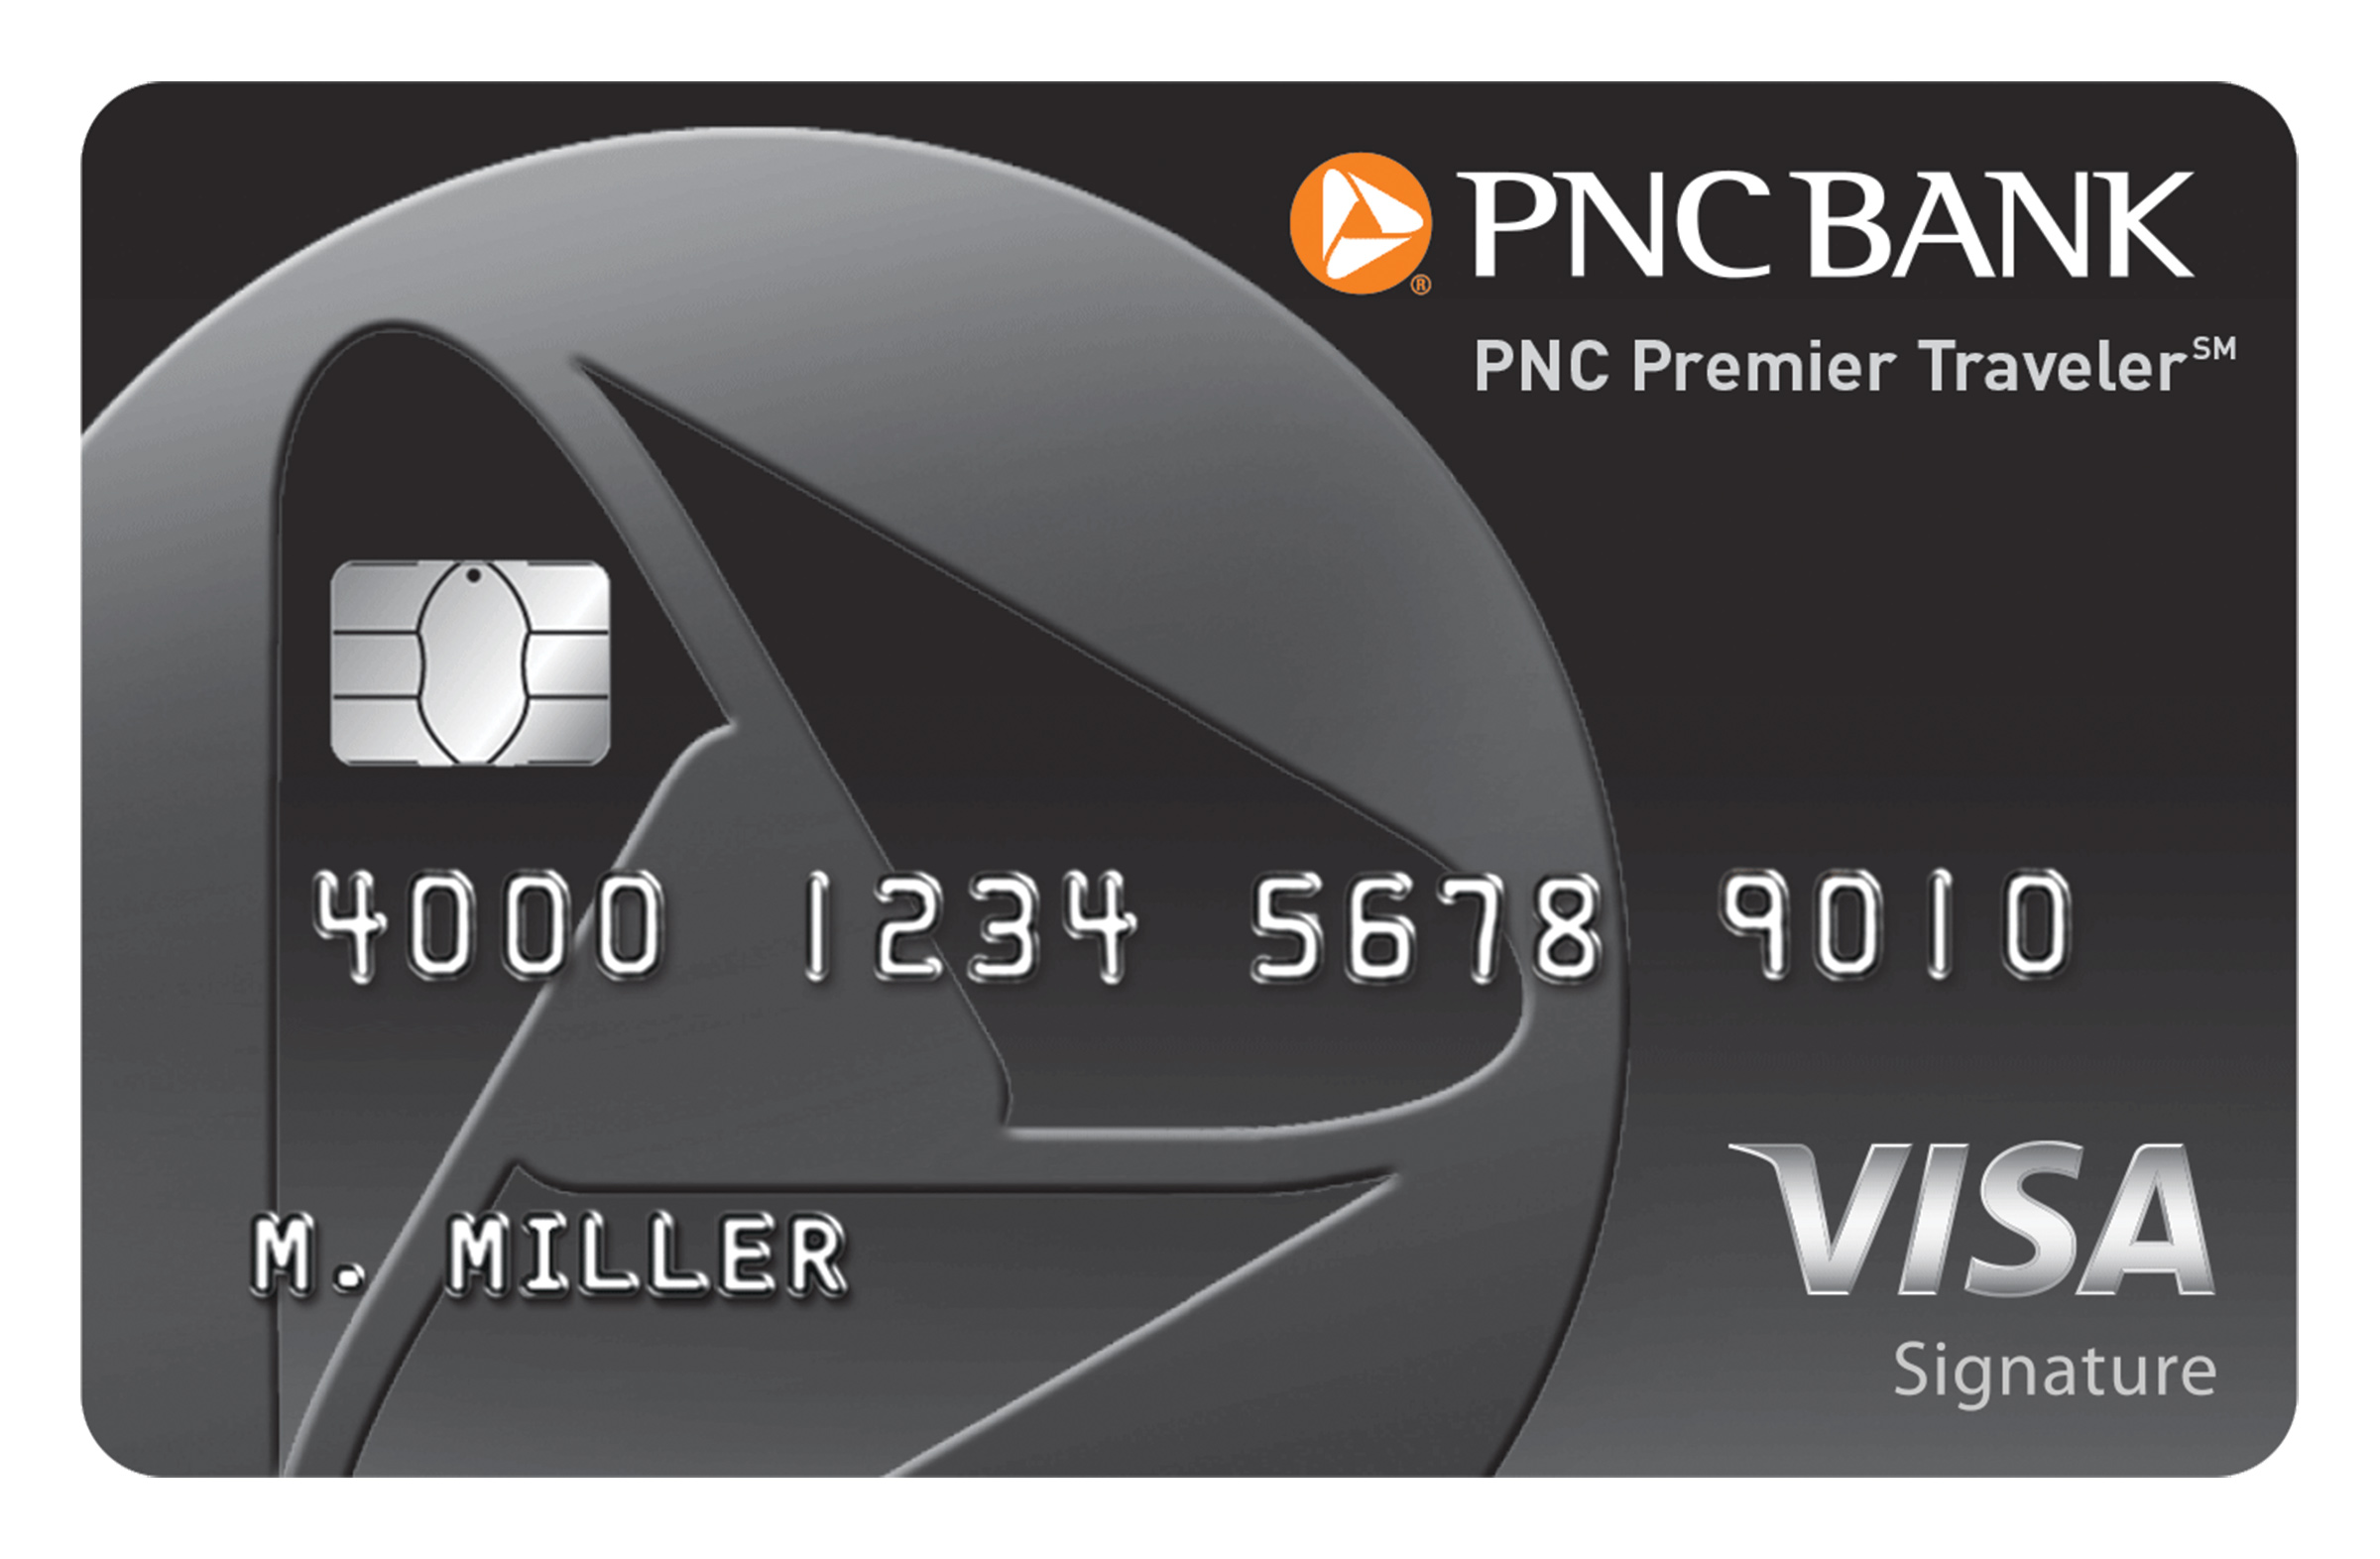 PNC BANK
PNC Premier Traveler℠
4000 1234 5678 9010
M. MILLER
VISA
Signature